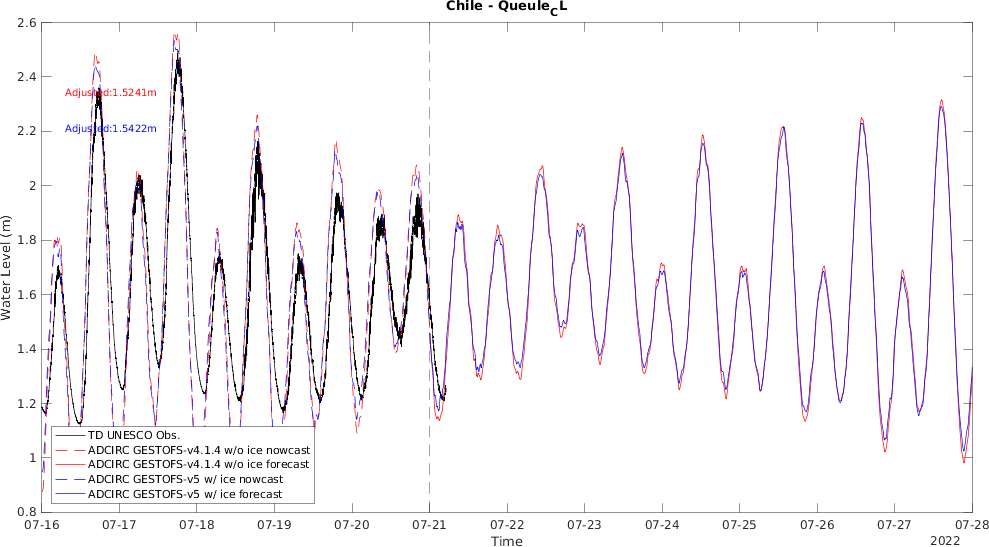 Chile - Queule_CL
2.6
2.4
2.2
2
1.8
1.6
1.4
1.2
1
0.8
Water Level (m)
Adjusted:1.5241m
Adjusted:1.5422m
TD UNESCO Obs.
ADCIRC GESTOFS-v4.1.4 w/o ice nowcast
ADCIRC GESTOFS-v4.1.4 w/o ice forecast
ADCIRC GESTOFS-v5 w/ ice nowcast
ADCIRC GESTOFS-v5 w/ ice forecast
07-16 07-17 07-18 07-19 07-20 07-21 07-22 07-23 07-24 07-25 07-26 07-27 07-28
Time
2022